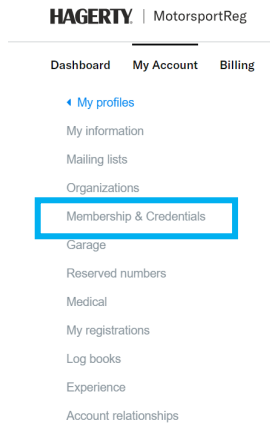 HAGERTY. | MotorsportReg
Dashboard My Account Billing
My profiles
My information
Mailing lists
Organizations
Membership & Credentials
Garage
Reserved numbers
Medical
My registrations
Log books
Experience
Account relationships